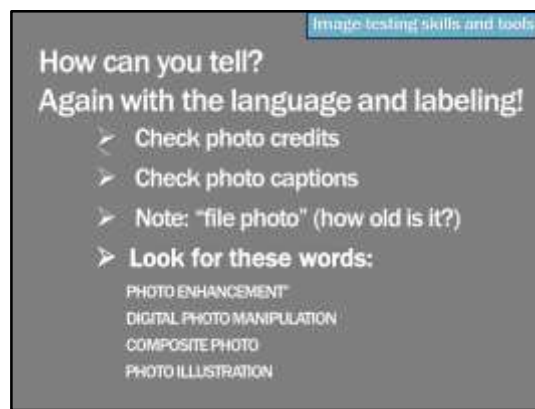 Image testing skills and tools
How can you tell?
Again with the language and labeling!
➢ Check photo credits
➢ Check photo captions
➢ Note: “file photo” (how old is it?)
➢ Look for these words:
PHOTO ENHANCEMENT"
DIGITAL PHOTO MANIPULATION
COMPOSITE PHOTO
PHOTO ILLUSTRATION